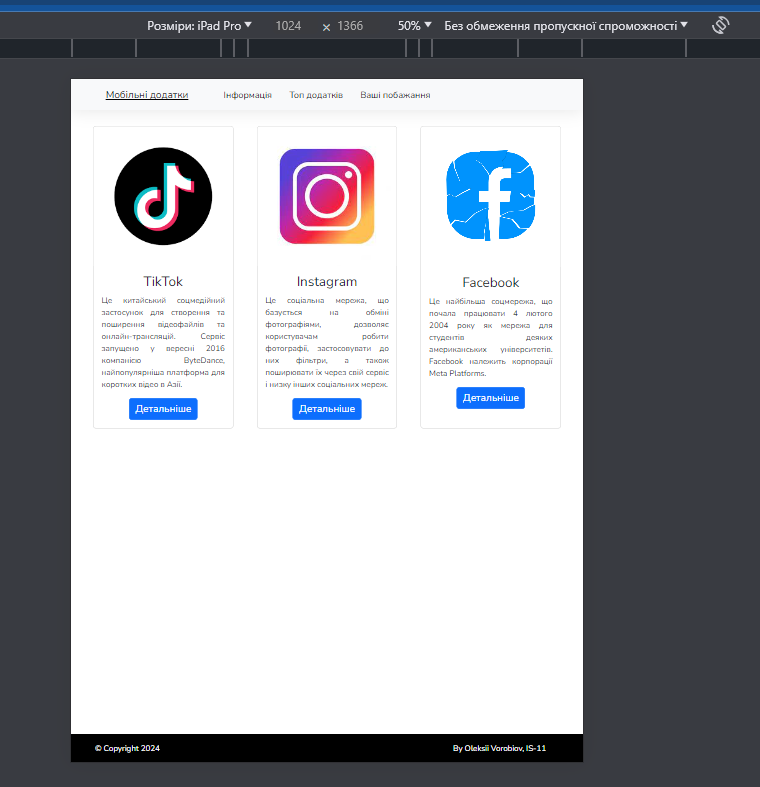 Розміри: iPad Pro 1024 × 1366 50% Без обмеження пропускної спроможності
Мобільні додатки Інформація Топ додатків Ваші побажання
TikTok
Це китайський соцмедійний
застосунок для створення та
поширення відеофайлів та
онлайн-трансляцій. Сервіс
запущено у вересні 2016
компанією ByteDance,
найпопулярніша платформа для
коротких відео в Азії.
Детальніше
Instagram
Це соціальна мережа, що
базується на обміні
фотографіями, дозволяє
користувачам робити
фотографії, застосовувати до
них фільтри, а також
поширювати їх через свій сервіс
і низку інших соціальних мереж.
Детальніше
Facebook
Це найбільша соцмережа, що
почала працювати 4 лютого
2004 року як мережа для
студентів деяких
американських університетів.
Facebook належить корпорації
Meta Platforms.
Детальніше
© Copyright 2024 By Oleksii Vorobiov, IS-11